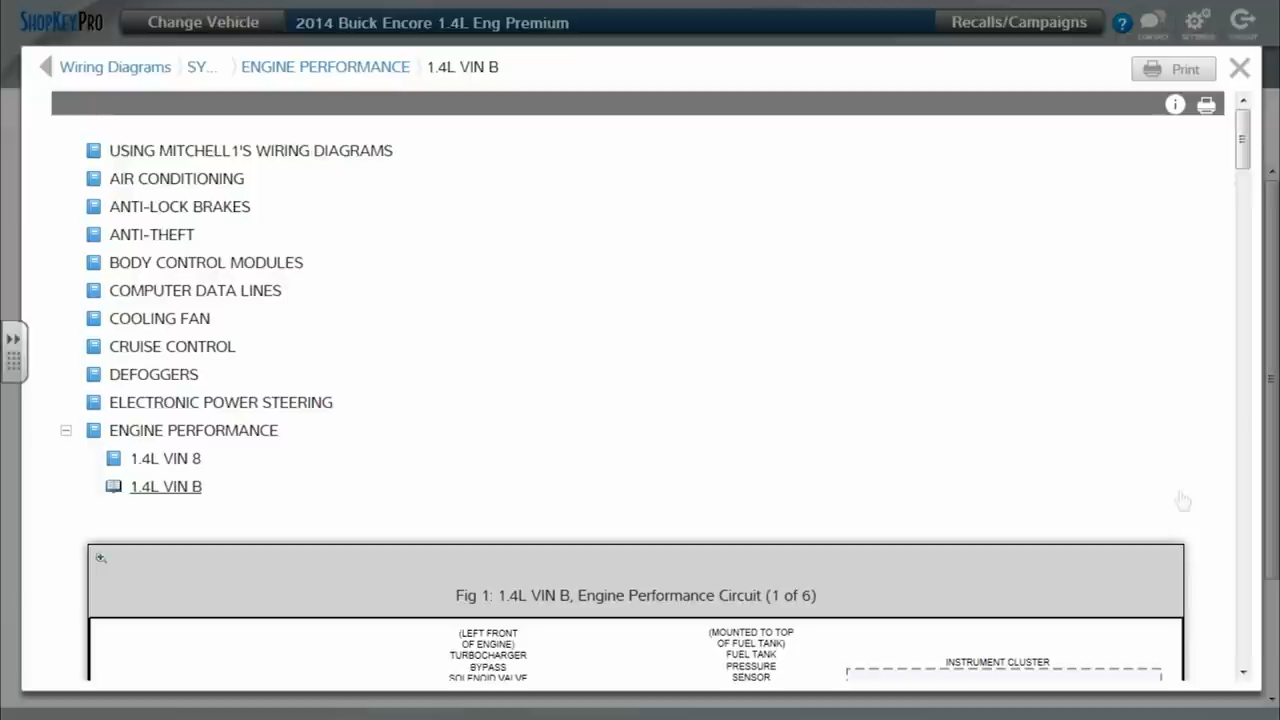 SHOPKEYPRO Change Vehicle 2014 Buick Encore 1.4L Eng Premium Recalls/Campaigns ?
Wiring Diagrams SY... ENGINE PERFORMANCE 1.4L VIN B Print
i
USING MITCHELL1'S WIRING DIAGRAMS
AIR CONDITIONING
ANTI-LOCK BRAKES
ANTI-THEFT
BODY CONTROL MODULES
COMPUTER DATA LINES
COOLING FAN
CRUISE CONTROL
DEFOGGERS
ELECTRONIC POWER STEERING
ENGINE PERFORMANCE
1.4L VIN 8
1.4L VIN B
Fig 1: 1.4L VIN B, Engine Performance Circuit (1 of 6)
(LEFT FRONT
OF ENGINE)
TURBOCHARGER
BYPASS
SOLENOID VALVE
(MOUNTED TO TOP
OF FUEL TANK)
FUEL TANK
PRESSURE
SENSOR
INSTRUMENT CLUSTER